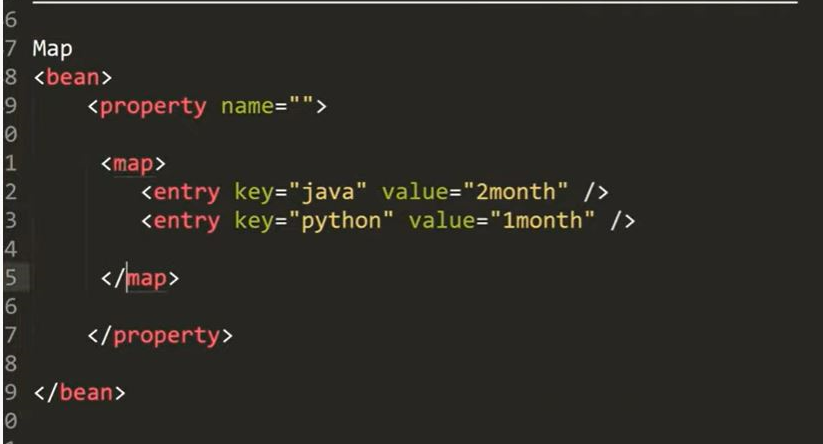 6
7 Map
8 <bean>
9 <property name="">
0
1 <map>
2 <entry key="java" value="2month" />
3 <entry key="python" value="1month" />
4
5 </map>
6
7 </property>
8
9 </bean>
0